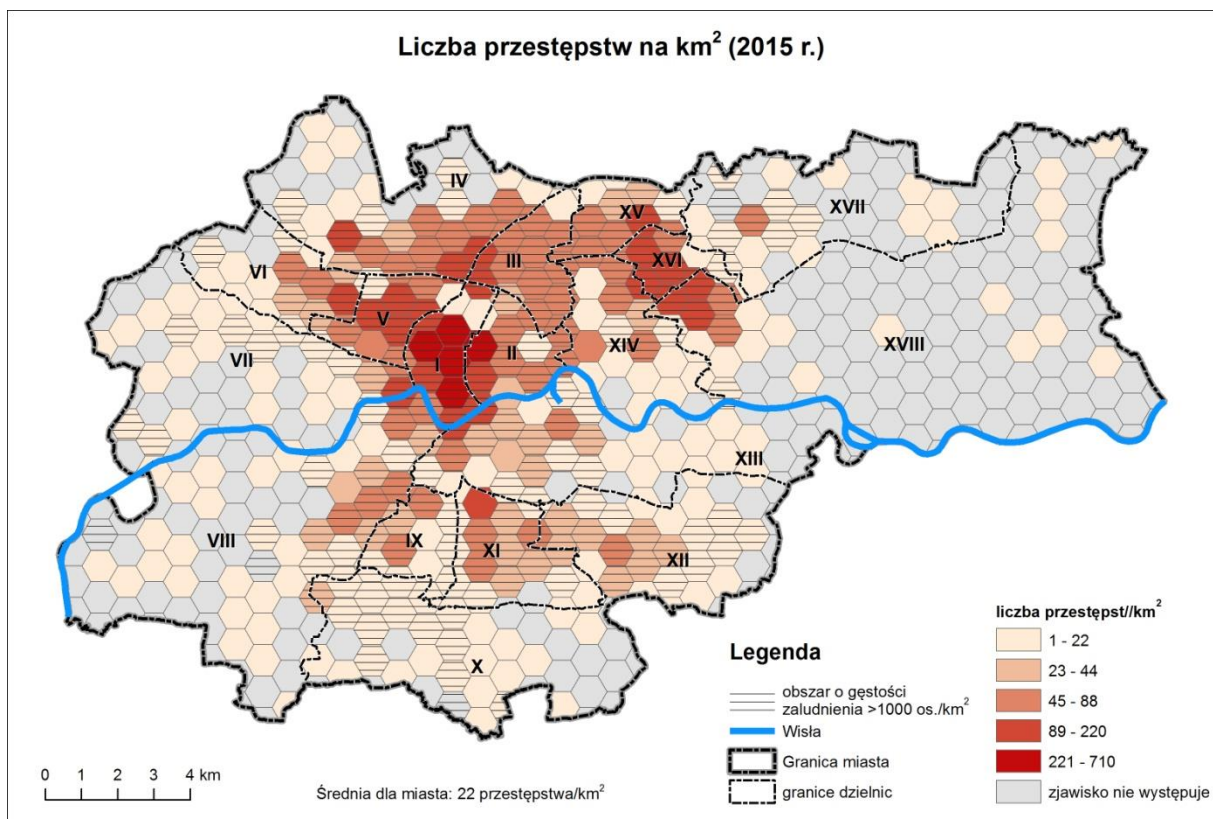 Liczba przestępstw na km² (2015 r.)
IV
XV
XVII
III
XVI
VI
V
II
XIV
XVIII
VII
I
XIII
VIII
IX
XI
XII
X
Legenda
obszar o gęstości
zaludnienia >1000 os./km²
Wisła
Granica miasta
granice dzielnic
liczba przestępst//km²
1 - 22
23 - 44
45 - 88
89 - 220
221 - 710
zjawisko nie występuje
0 1 2 4 km
Średnia dla miasta: 22 przestępstwa/km²